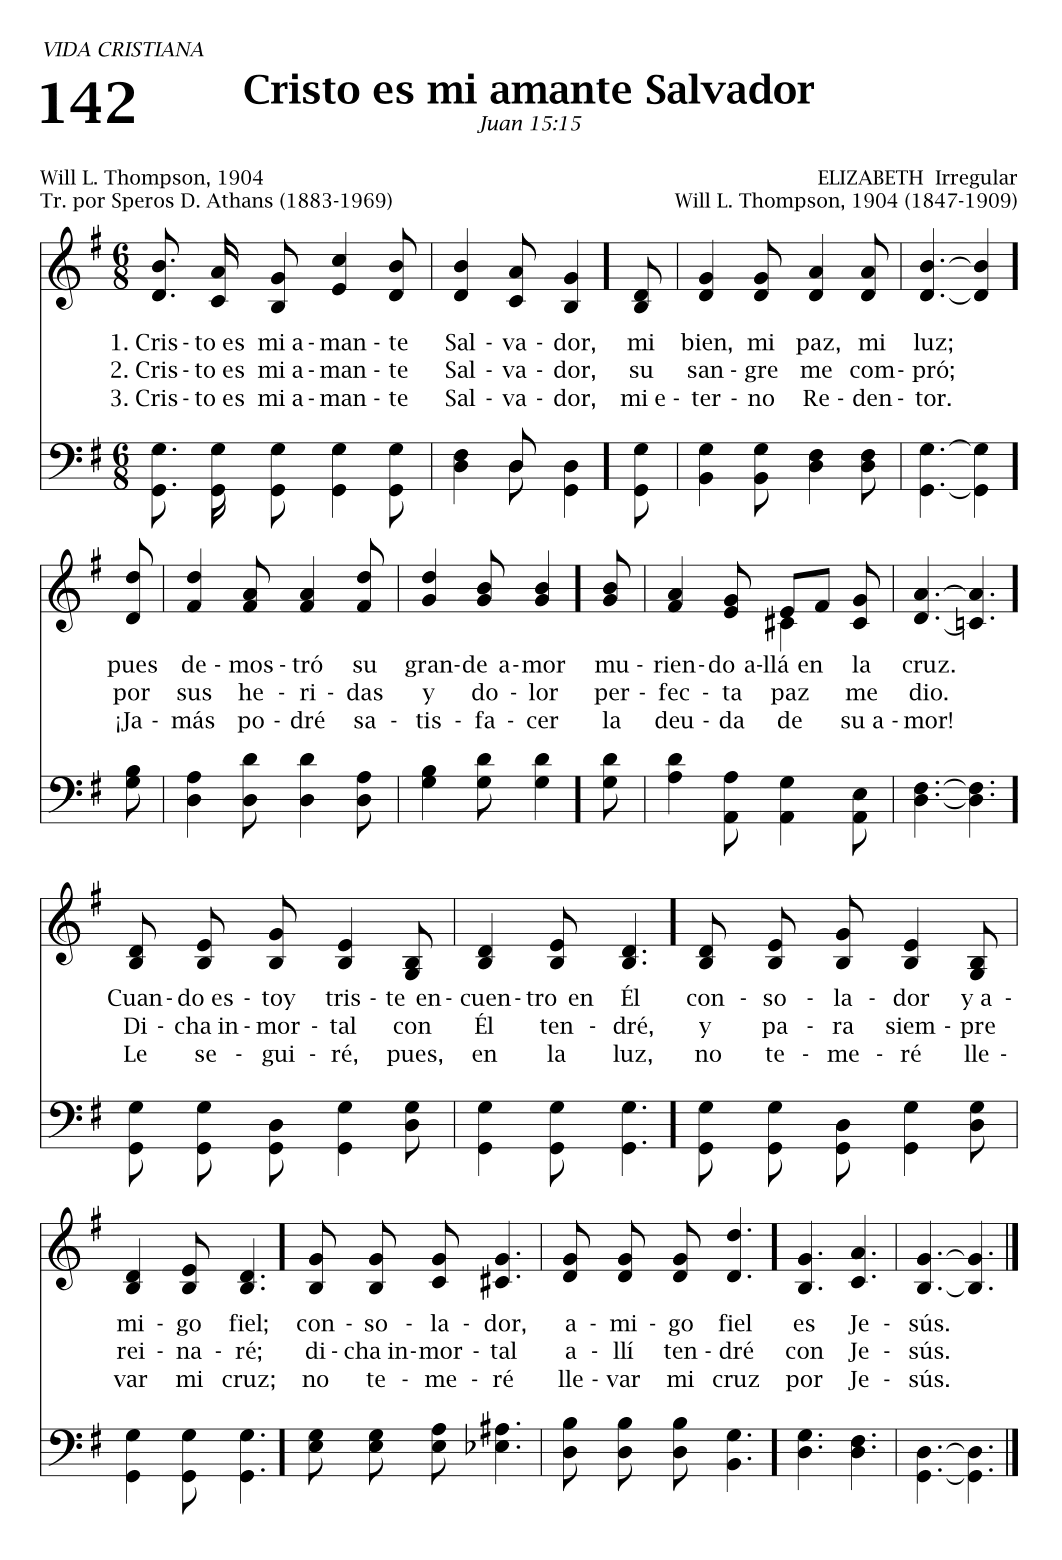 VIDA CRISTIANA
142
Cristo es mi amante Salvador
Juan 15:15
Will L. Thompson, 1904
Tr. por Speros D. Athans (1883-1969)
ELIZABETH Irregular
Will L. Thompson, 1904 (1847-1909)
1. Cris - to es mi a - man - te Sal - va - dor, mi bien, mi paz, mi luz;
2. Cris - to es mi a - man - te Sal - va - dor, su san - gre me com - pró;
3. Cris - to es mi a - man - te Sal - va - dor, mi e - ter - no Re - den - tor.
pues de - mos - tró su gran - de a - mor mu - rien - do a - llá en la cruz.
por sus he - ri - das y do - lor per - fec - ta paz me dio.
¡Ja - más po - dré sa - tis - fa - cer la deu - da de su a - mor!
Cuan - do es - toy tris - te en - cuen - tro en Él con - so - la - dor y a -
Di - cha in - mor - tal con Él ten - dré, y pa - ra siem - pre
Le se - gui - ré, pues, en la luz, no te - me - ré lle -
mi - go fiel; con - so - la - dor, a - mi - go fiel es Je - sús.
rei - na - ré; di - cha in - mor - tal a - llí ten - dré con Je - sús.
var mi cruz; no te - me - ré lle - var mi cruz por Je - sús.